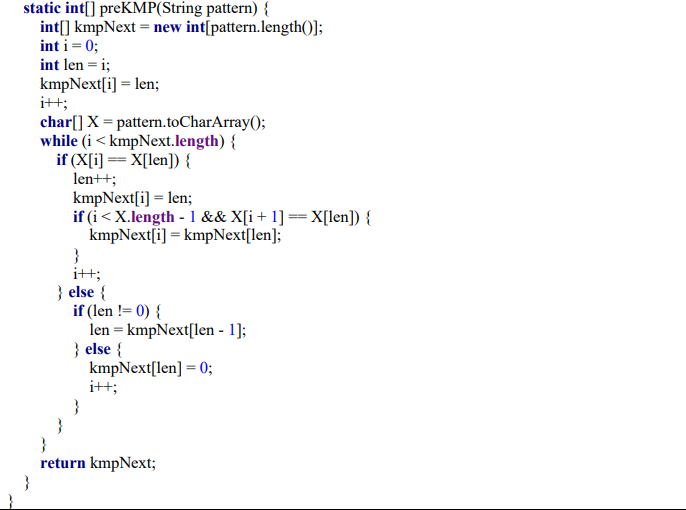 static int[] preKMP(String pattern) {
int[] kmpNext = new int[pattern.length()];
int i = 0;
int len = i;
kmpNext[i] = len;
i++;
char[] X = pattern.toCharArray();
while (i < kmpNext.length) {
if (X[i] == X[len]) {
len++;
kmpNext[i] = len;
if (i < X.length - 1 && X[i + 1] == X[len]) {
kmpNext[i] = kmpNext[len];
}
i++;
} else {
if (len != 0) {
len = kmpNext[len - 1];
} else {
kmpNext[len] = 0;
i++;
}
}
}
return kmpNext;
}
}